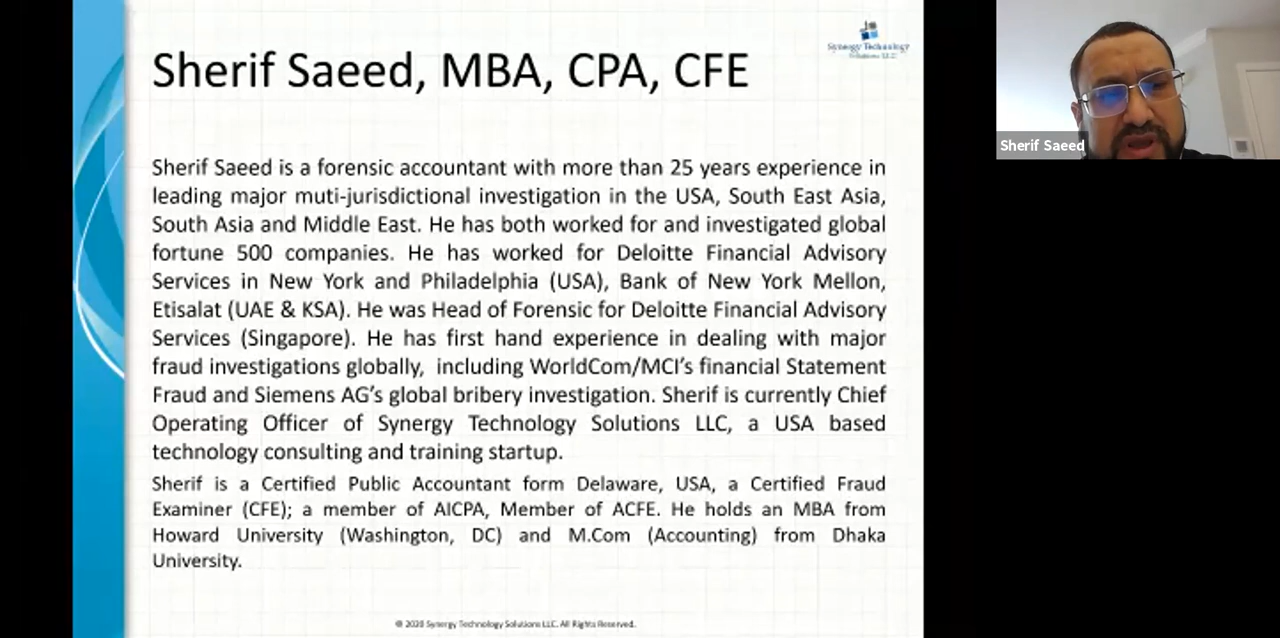 Synergy Technology
Solutions LLC
Sherif Saeed, MBA, CPA, CFE
Sherif Saeed is a forensic accountant with more than 25 years experience in
leading major muti-jurisdictional investigation in the USA, South East Asia,
South Asia and Middle East. He has both worked for and investigated global
fortune 500 companies. He has worked for Deloitte Financial Advisory
Services in New York and Philadelphia (USA), Bank of New York Mellon,
Etisalat (UAE & KSA). He was Head of Forensic for Deloitte Financial Advisory
Services (Singapore). He has first hand experience in dealing with major
fraud investigations globally, including WorldCom/MCI's financial Statement
Fraud and Siemens AG's global bribery investigation. Sherif is currently Chief
Operating Officer of Synergy Technology Solutions LLC, a USA based
technology consulting and training startup.
Sherif is a Certified Public Accountant form Delaware, USA, a Certified Fraud
Examiner (CFE); a member of AICPA, Member of ACFE. He holds an MBA from
Howard University (Washington, DC) and M.Com (Accounting) from Dhaka
University.
© 2020 Synergy Technology Solutions LLC. All Rights Reserved.
Sherif Saeed